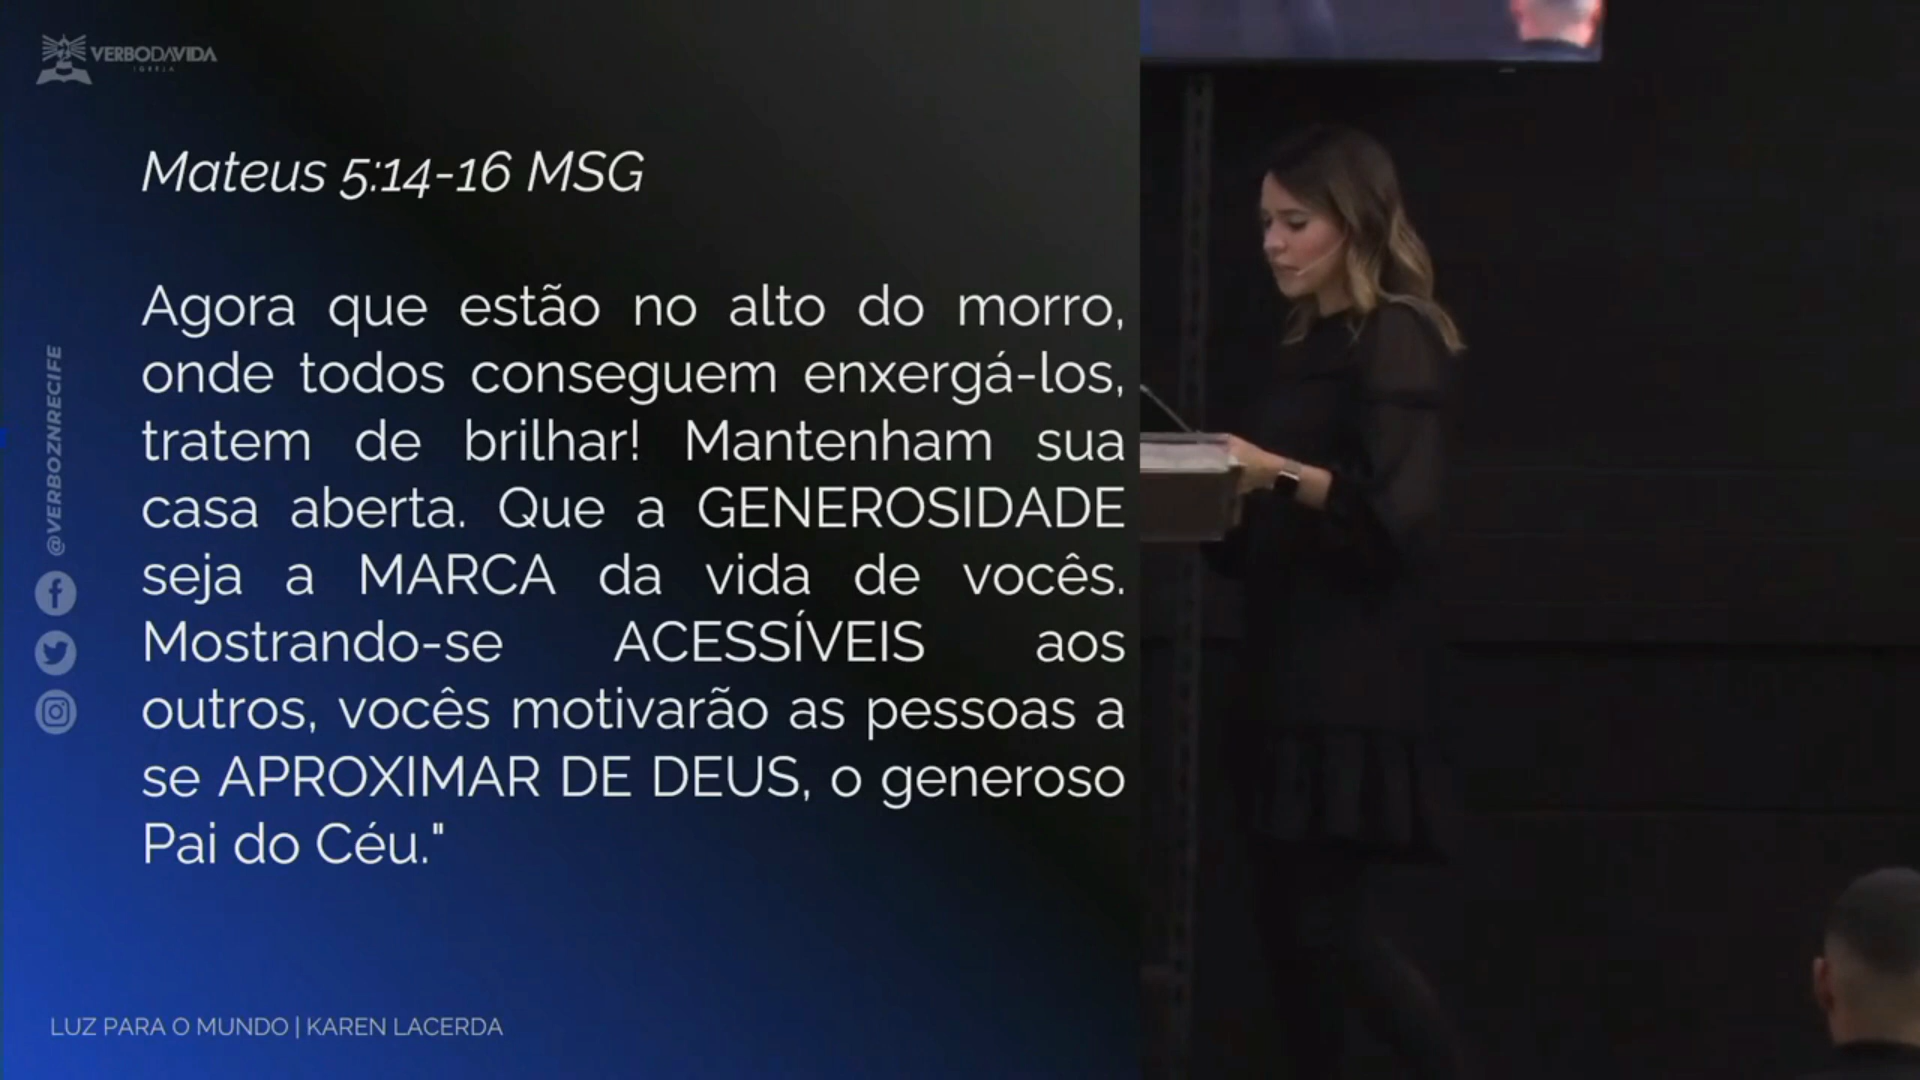 VERBODAVIDA
IGREJA
Mateus 5:14-16 MSG
Agora que estão no alto do morro,
onde todos conseguem enxergá-los,
tratem de brilhar! Mantenham sua
casa aberta. Que a GENEROSIDADE
seja a MARCA da vida de vocês.
Mostrando-se ACESSÍVEIS aos
outros, vocês motivarão as pessoas a
se APROXIMAR DE DEUS, o generoso
Pai do Céu."
@VERBOZNRECIFE
LUZ PARA O MUNDO | KAREN LACERDA